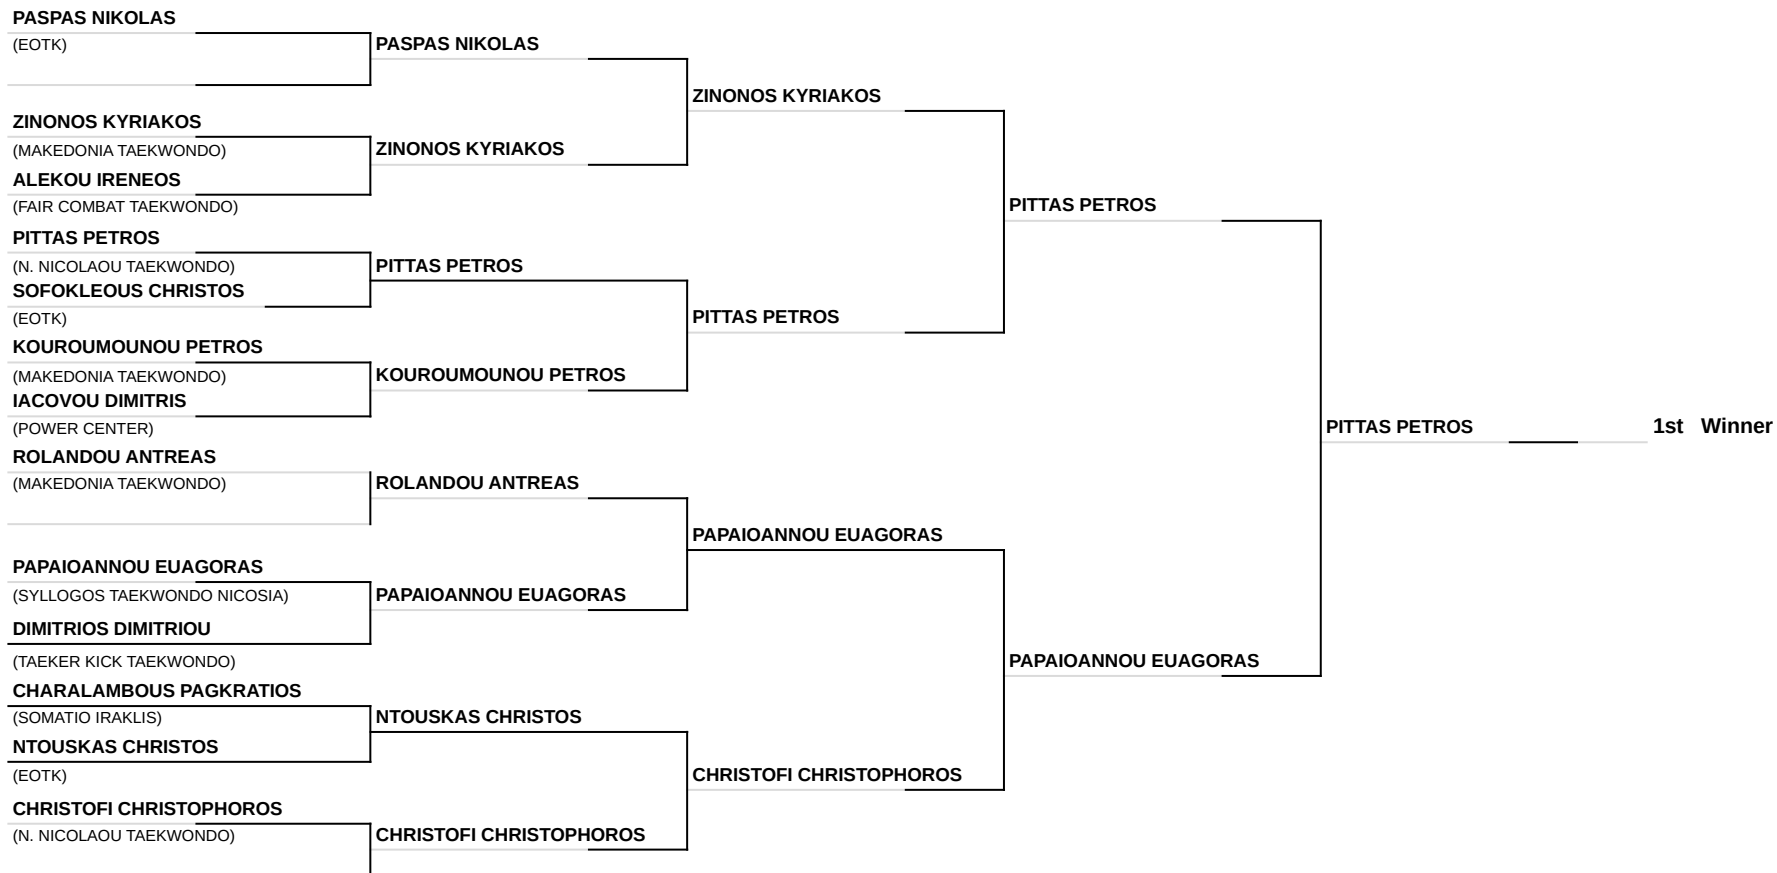 PASPAS NIKOLAS
(EOTK)
PASPAS NIKOLAS
ZINONOS KYRIAKOS
ZINONOS KYRIAKOS
(MAKEDONIA TAEKWONDO)
ZINONOS KYRIAKOS
ALEKOU IRENEOS
(FAIR COMBAT TAEKWONDO)
PITTAS PETROS
PITTAS PETROS
(N. NICOLAOU TAEKWONDO)
PITTAS PETROS
SOFOKLEOUS CHRISTOS
(EOTK)
PITTAS PETROS
KOUROUMOUNOU PETROS
(MAKEDONIA TAEKWONDO)
KOUROUMOUNOU PETROS
IACOVOU DIMITRIS
(POWER CENTER)
PITTAS PETROS
1st Winner
ROLANDOU ANTREAS
(MAKEDONIA TAEKWONDO)
ROLANDOU ANTREAS
PAPAIOANNOU EUAGORAS
PAPAIOANNOU EUAGORAS
(SYLLOGOS TAEKWONDO NICOSIA)
PAPAIOANNOU EUAGORAS
DIMITRIOS DIMITRIOU
(TAEKER KICK TAEKWONDO)
PAPAIOANNOU EUAGORAS
CHARALAMBOUS PAGKRATIOS
(SOMATIO IRAKLIS)
NTOUSKAS CHRISTOS
NTOUSKAS CHRISTOS
(EOTK)
CHRISTOFI CHRISTOPHOROS
CHRISTOFI CHRISTOPHOROS
(N. NICOLAOU TAEKWONDO)
CHRISTOFI CHRISTOPHOROS